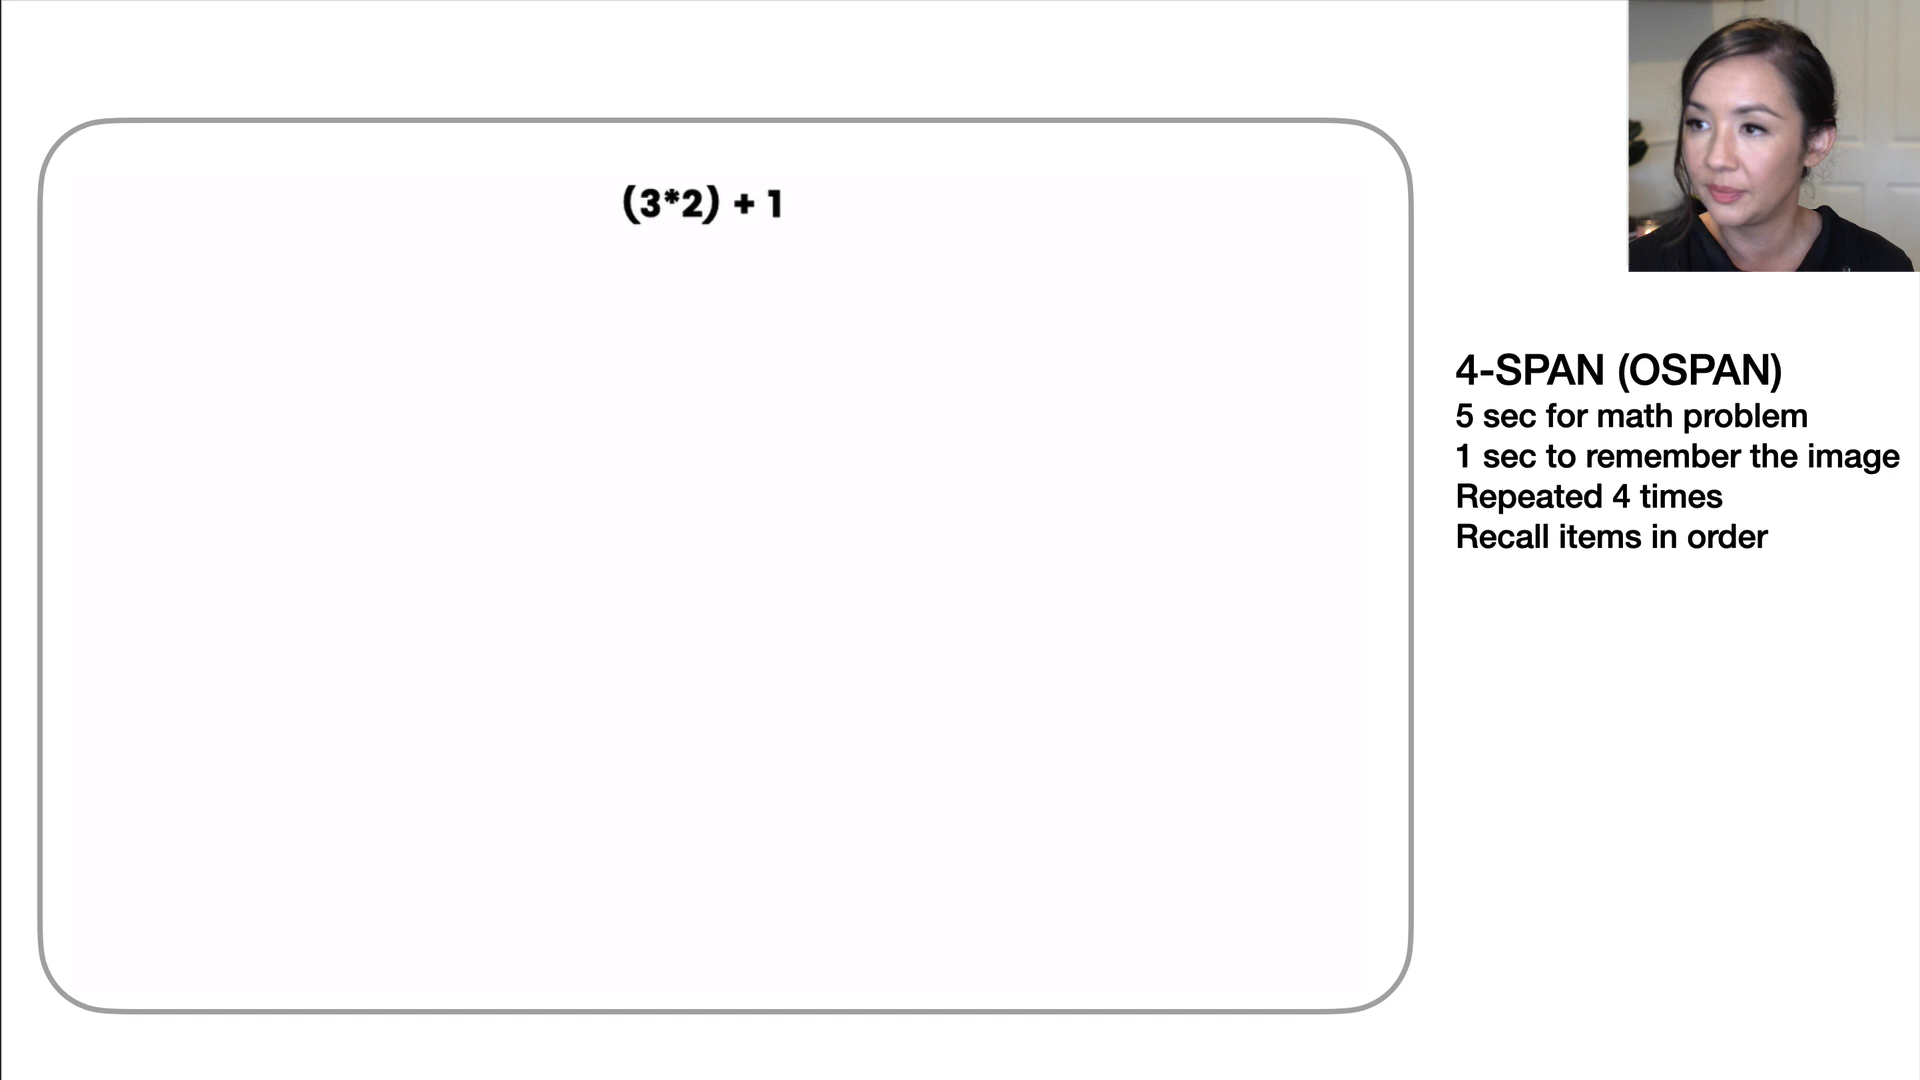 (3*2) + 1
4-SPAN (OSPAN)
5 sec for math problem
1 sec to remember the image
Repeated 4 times
Recall items in order